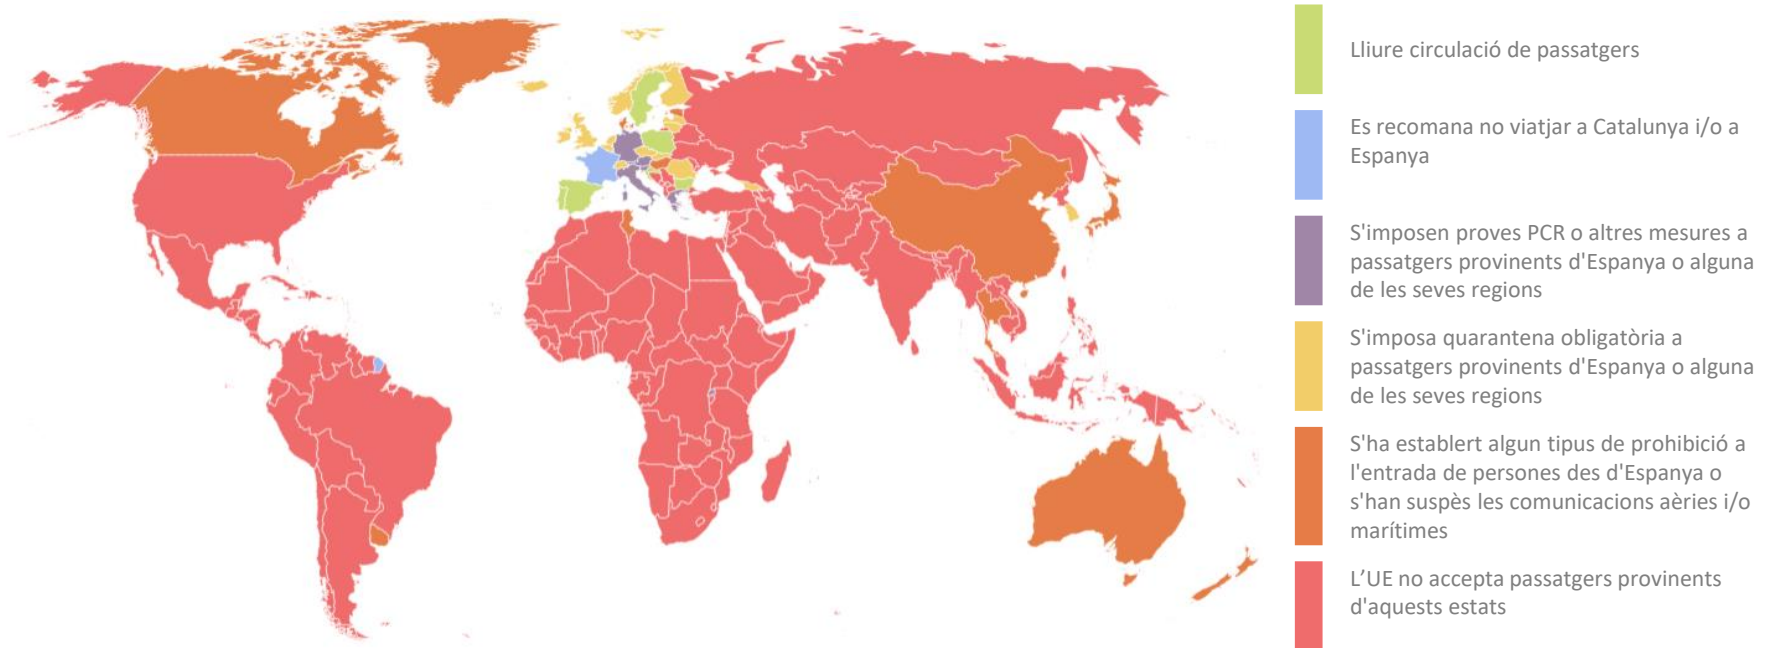 Lliure circulació de passatgers
Es recomana no viatjar a Catalunya i/o a
Espanya
S'imposen proves PCR o altres mesures a
passatgers provinents d'Espanya o alguna
de les seves regions
S'imposa quarantena obligatòria a
passatgers provinents d'Espanya o alguna
de les seves regions
S'ha establert algun tipus de prohibició a
l'entrada de persones des d'Espanya o
s'han suspès les comunicacions aèries i/o
marítimes
L’UE no accepta passatgers provinents
d'aquests estats